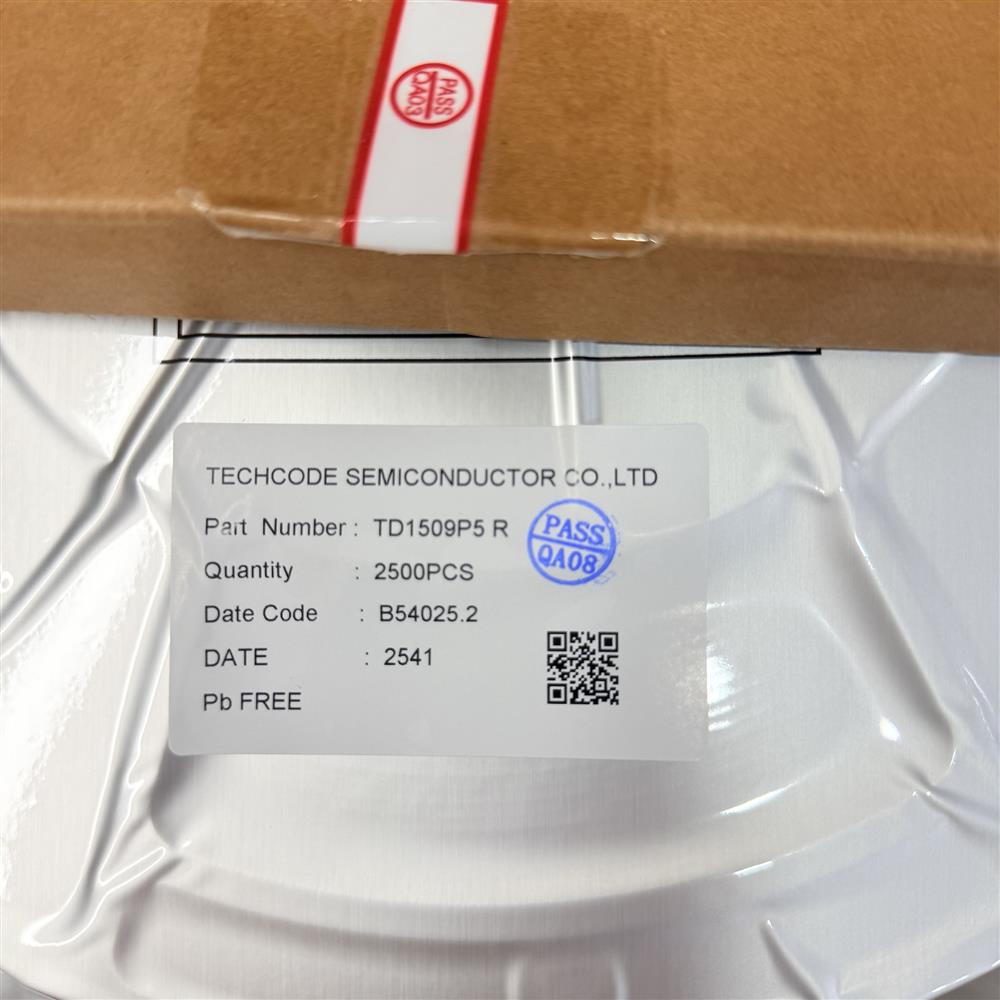 PASS
QA03
TECHCODE SEMICONDUCTOR CO.,LTD
Part Number : TD1509P5 R
PASS
QA08
Quantity : 2500PCS
Date Code : B54025.2
DATE : 2541
Pb FREE